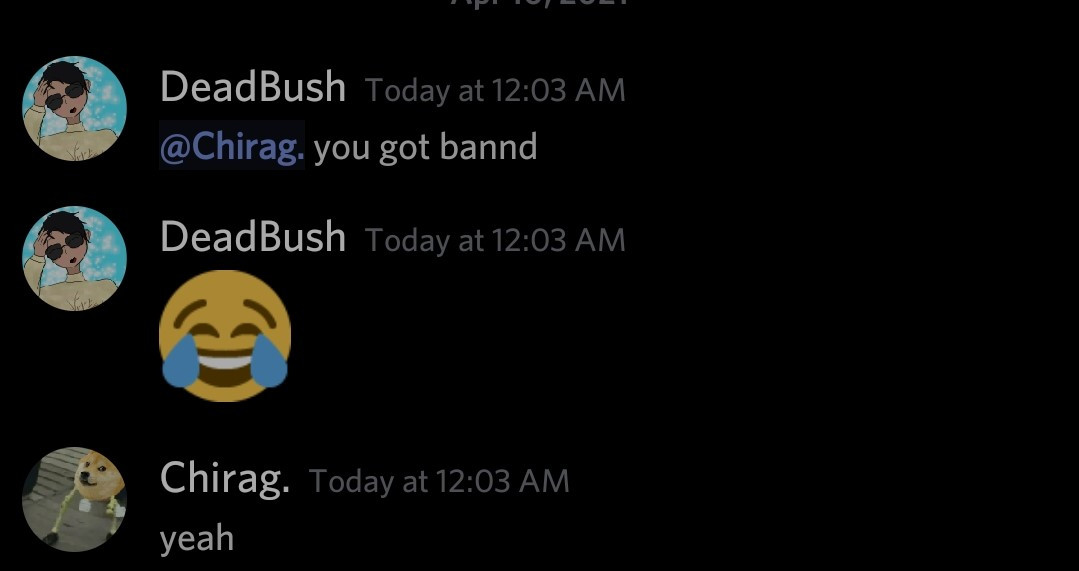 DeadBush Today at 12:03 AM
@Chirag. you got bannd
DeadBush Today at 12:03 AM
Chirag. Today at 12:03 AM
yeah